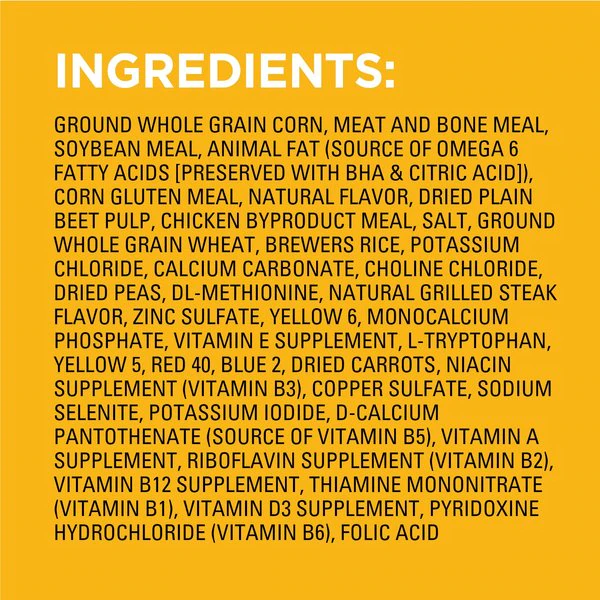 INGREDIENTS:
GROUND WHOLE GRAIN CORN, MEAT AND BONE MEAL,
SOYBEAN MEAL, ANIMAL FAT (SOURCE OF OMEGA 6
FATTY ACIDS [PRESERVED WITH BHA & CITRIC ACID]),
CORN GLUTEN MEAL, NATURAL FLAVOR, DRIED PLAIN
BEET PULP, CHICKEN BYPRODUCT MEAL, SALT, GROUND
WHOLE GRAIN WHEAT, BREWERS RICE, POTASSIUM
CHLORIDE, CALCIUM CARBONATE, CHOLINE CHLORIDE,
DRIED PEAS, DL-METHIONINE, NATURAL GRILLED STEAK
FLAVOR, ZINC SULFATE, YELLOW 6, MONOCALCIUM
PHOSPHATE, VITAMIN E SUPPLEMENT, L-TRYPTOPHAN,
YELLOW 5, RED 40, BLUE 2, DRIED CARROTS, NIACIN
SUPPLEMENT (VITAMIN B3), COPPER SULFATE, SODIUM
SELENITE, POTASSIUM IODIDE, D-CALCIUM
PANTOTHENATE (SOURCE OF VITAMIN B5), VITAMIN A
SUPPLEMENT, RIBOFLAVIN SUPPLEMENT (VITAMIN B2),
VITAMIN B12 SUPPLEMENT, THIAMINE MONONITRATE
(VITAMIN B1), VITAMIN D3 SUPPLEMENT, PYRIDOXINE
HYDROCHLORIDE (VITAMIN B6), FOLIC ACID